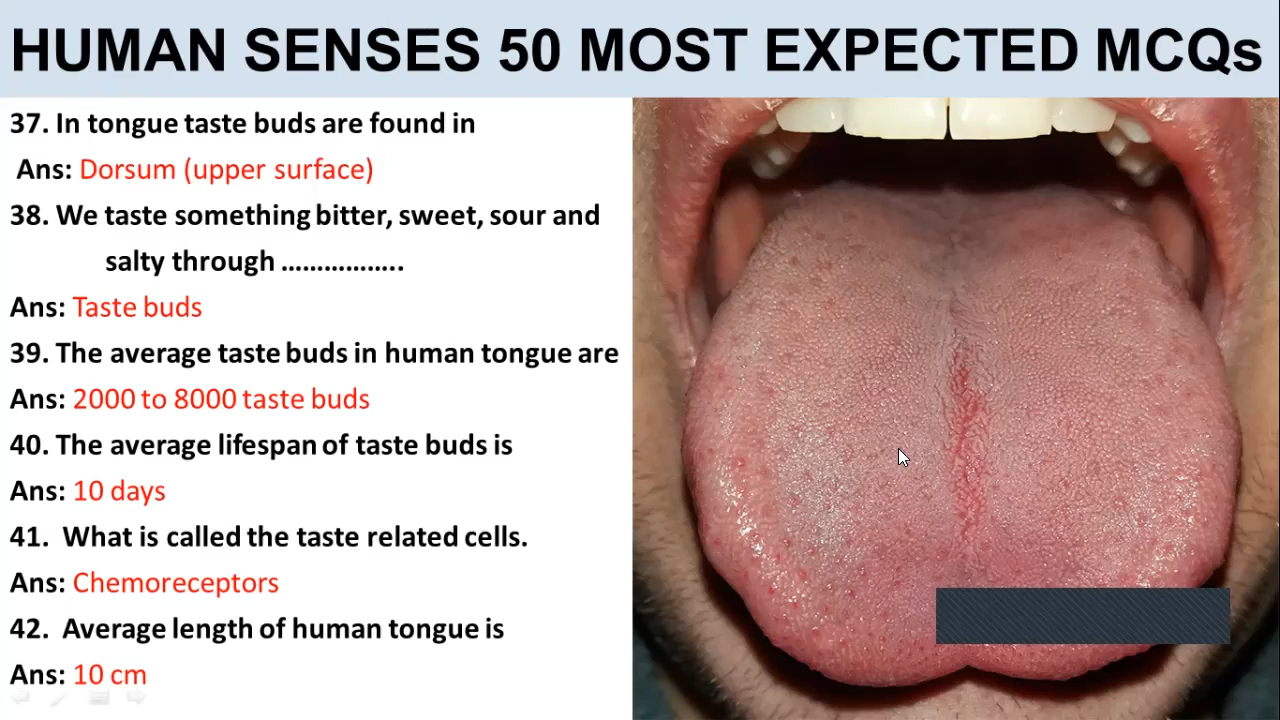 HUMAN SENSES 50 MOST EXPECTED MCQs
37. In tongue taste buds are found in
Ans: Dorsum (upper surface)
38. We taste something bitter, sweet, sour and
salty through ……………..
Ans: Taste buds
39. The average taste buds in human tongue are
Ans: 2000 to 8000 taste buds
40. The average lifespan of taste buds is
Ans: 10 days
41. What is called the taste related cells.
Ans: Chemoreceptors
42. Average length of human tongue is
Ans: 10 cm